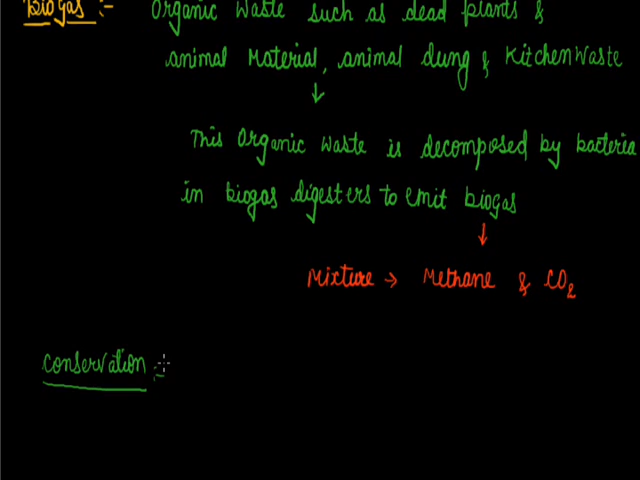 Biogas :- Organic Waste such as dead plants &
animal Material, animal dung & Kitchen Waste
↓
This Organic Waste is decomposed by bacteria
in biogas digesters to emit biogas
↓
Mixture → Methane & CO2
Conservation :-